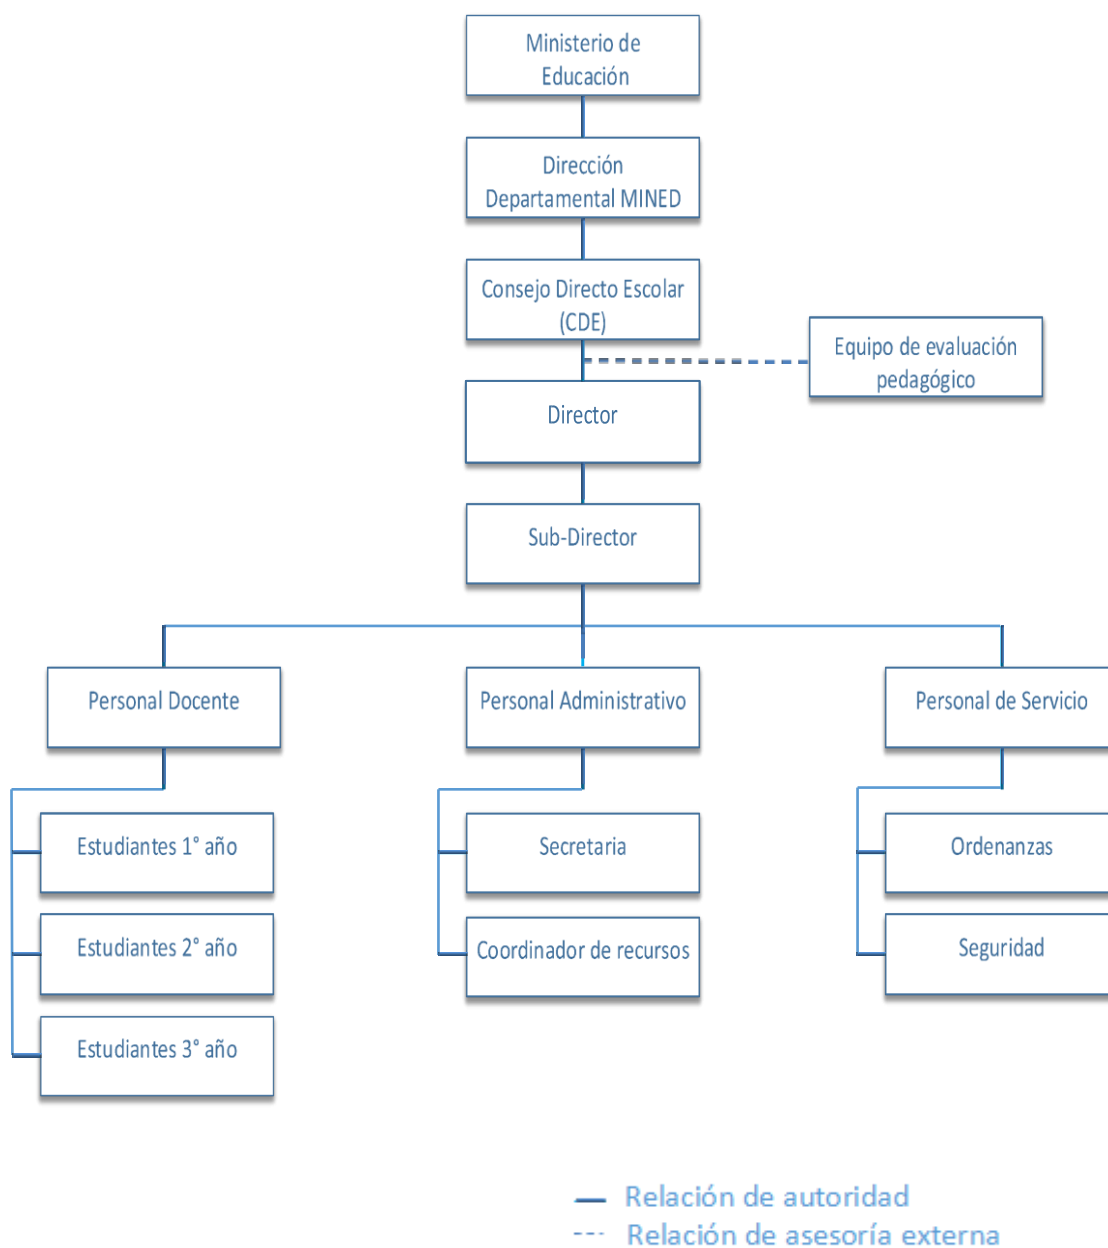 Ministerio de
Educación
Dirección
Departamental MINED
Consejo Directo Escolar
(CDE)
Equipo de evaluación
pedagógico
Director
Sub-Director
Personal Docente
Personal Administrativo
Personal de Servicio
Estudiantes 1° año
Secretaria
Ordenanzas
Estudiantes 2° año
Coordinador de recursos
Seguridad
Estudiantes 3° año
Relación de autoridad
Relación de asesoría externa